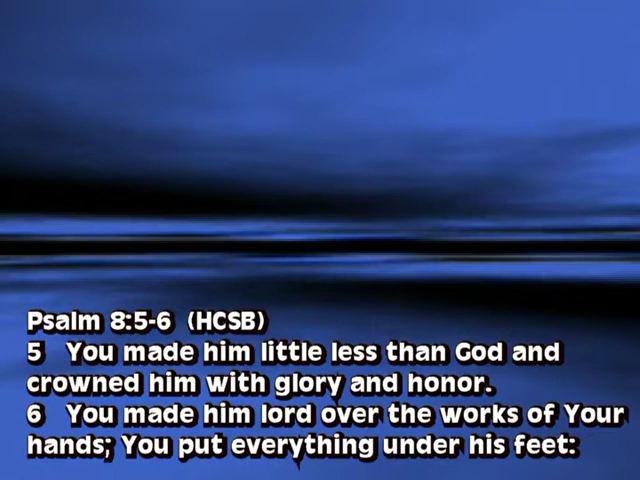 Psalm 8:5-6 (HCSB)
5 You made him little less than God and
crowned him with glory and honor.
6 You made him lord over the works of Your
hands; You put everything under his feet: